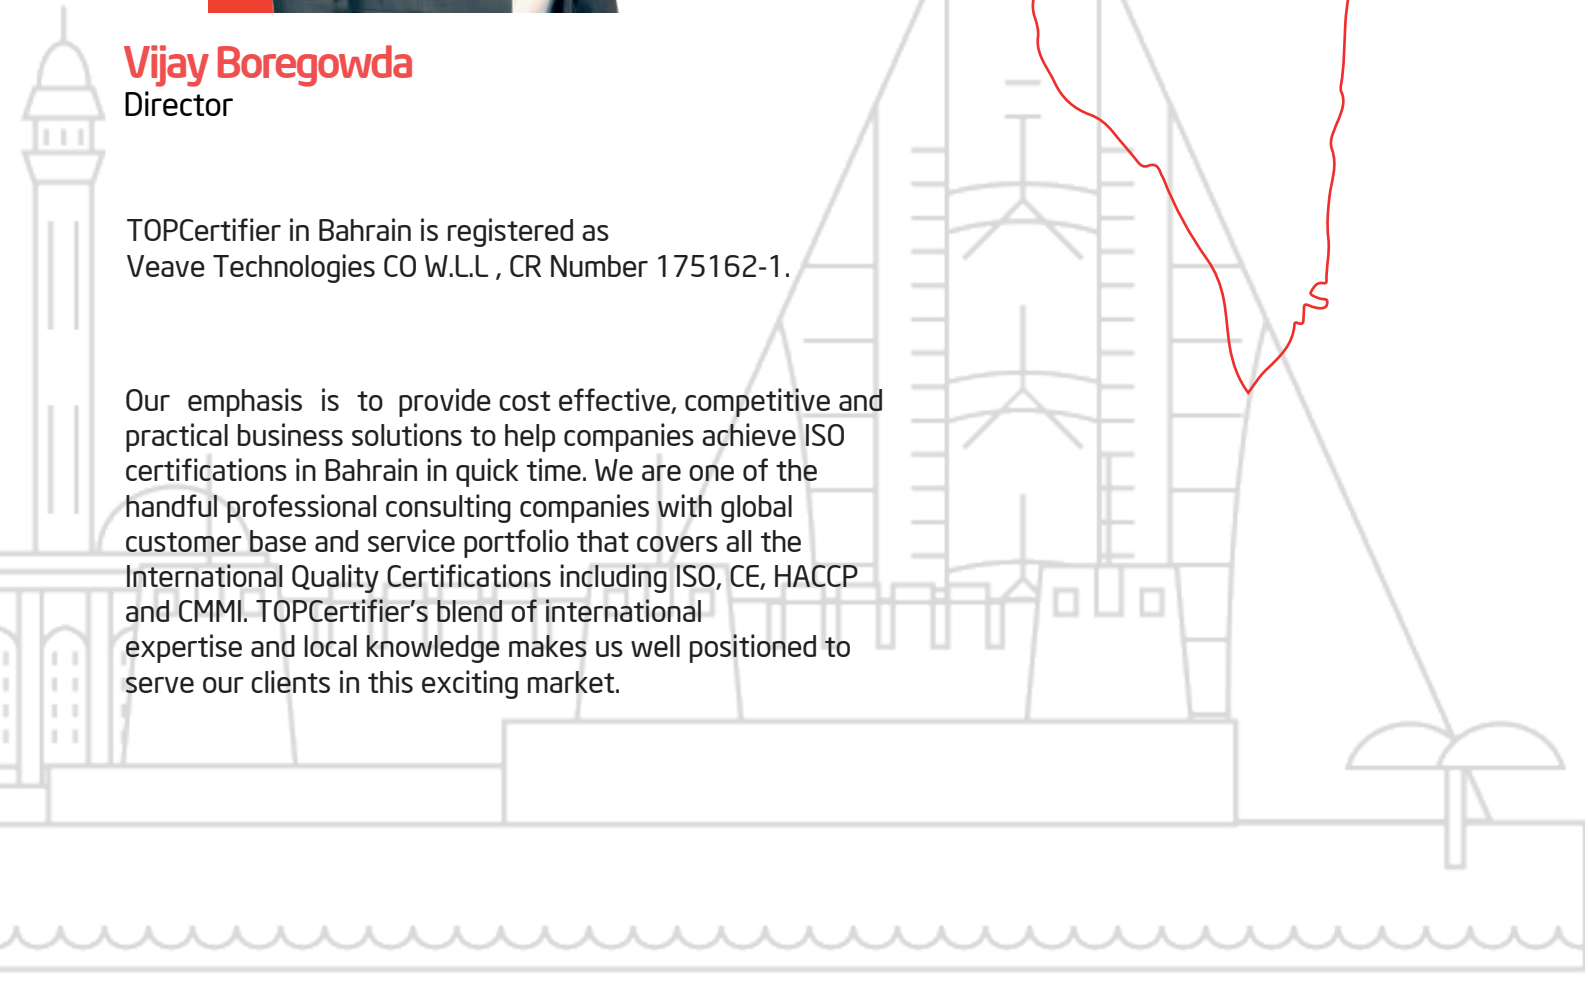 Vijay Boregowda
Director
TOPCertifier in Bahrain is registered as
Veave Technologies CO W.L.L , CR Number 175162-1.
Our emphasis is to provide cost effective, competitive and
practical business solutions to help companies achieve ISO
certifications in Bahrain in quick time. We are one of the
handful professional consulting companies with global
customer base and service portfolio that covers all the
International Quality Certifications including ISO, CE, HACCP
and CMMI. TOPCertifier’s blend of international
expertise and local knowledge makes us well positioned to
serve our clients in this exciting market.